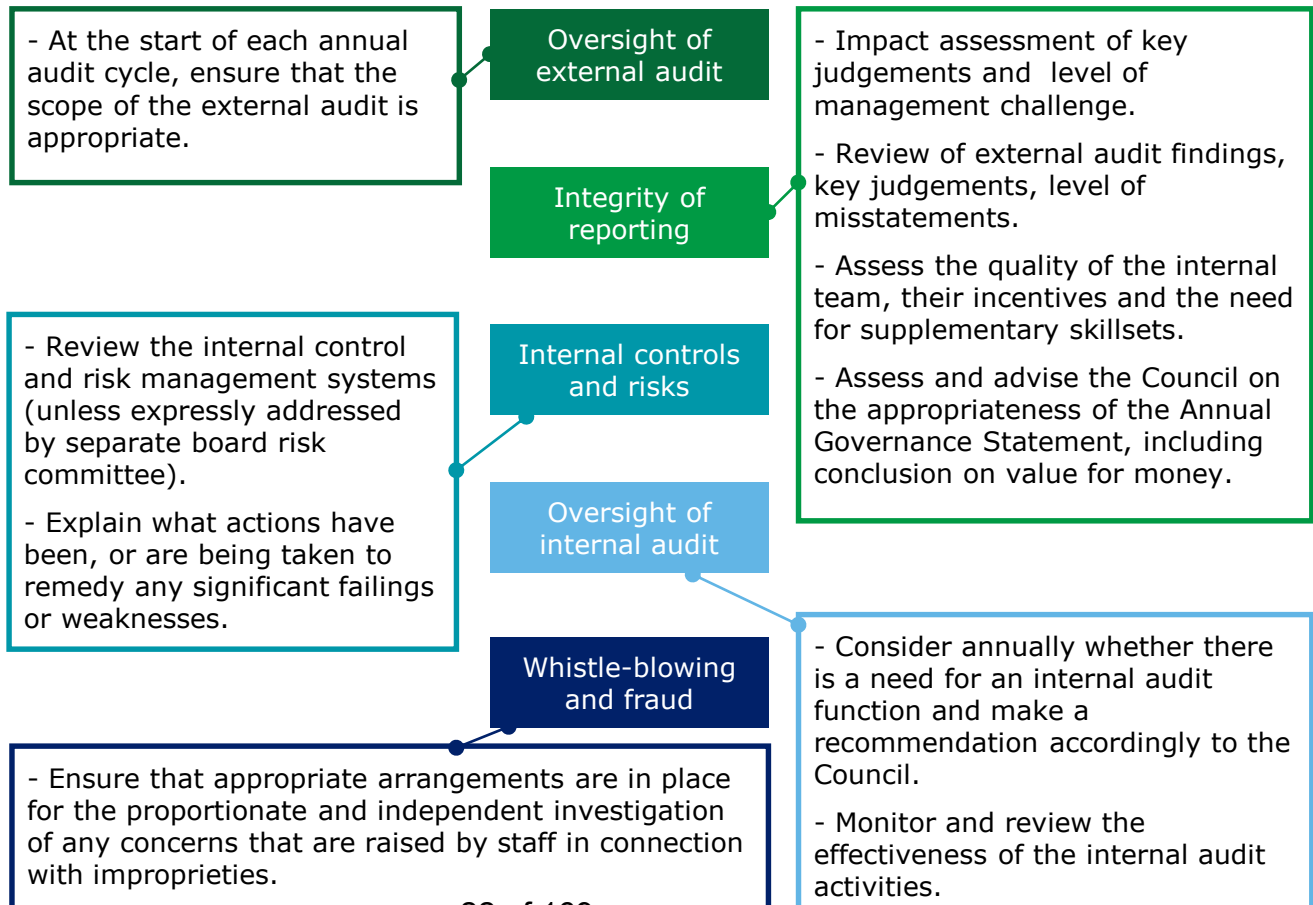 - At the start of each annual
audit cycle, ensure that the
scope of the external audit is
appropriate.
Oversight of
external audit
Integrity of
reporting
- Impact assessment of key
judgements and level of
management challenge.
- Review of external audit findings,
key judgements, level of
misstatements.
- Assess the quality of the internal
team, their incentives and the need
for supplementary skillsets.
- Assess and advise the Council on
the appropriateness of the Annual
Governance Statement, including
conclusion on value for money.
- Review the internal control
and risk management systems
(unless expressly addressed
by separate board risk
committee).
- Explain what actions have
been, or are being taken to
remedy any significant failings
or weaknesses.
Internal controls
and risks
Oversight of
internal audit
- Consider annually whether there
is a need for an internal audit
function and make a
recommendation accordingly to the
Council.
- Monitor and review the
effectiveness of the internal audit
activities.
Whistle-blowing
and fraud
- Ensure that appropriate arrangements are in place
for the proportionate and independent investigation
of any concerns that are raised by staff in connection
with improprieties.
of